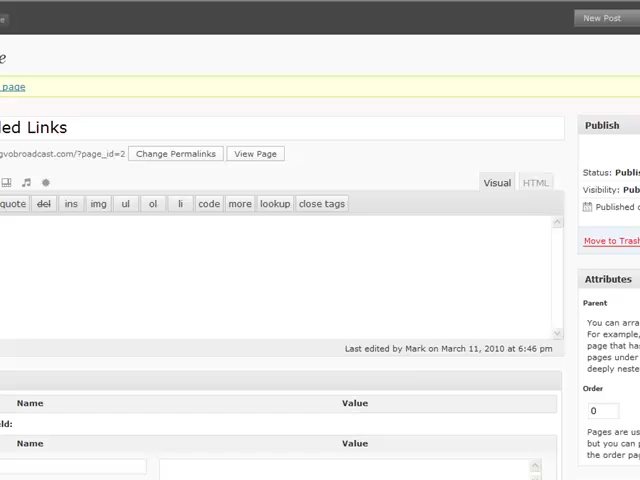 e
New Post
e
page
led Links
gvobroadcast.com/?page_id=2 Change Permalinks View Page
Visual HTML
quote del ins img ul ol li code more lookup close tags
Last edited by Mark on March 11, 2010 at 6:46 pm
Name Value
ld:
Name Value
Publish
Status: Publi
Visibility: Pub
Published o
Move to Trash
Attributes
Parent
You can arra
For example,
page that has
pages under
deeply neste
Order
0
Pages are us
but you can p
the order pag